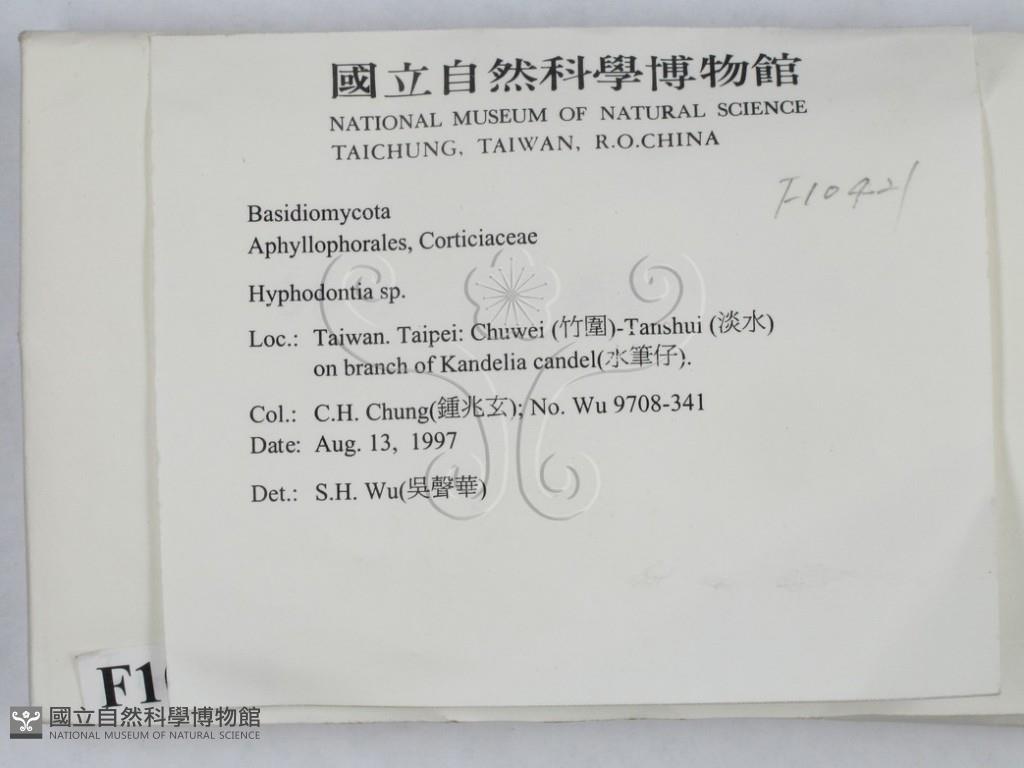 國立自然科學博物館
NATIONAL MUSEUM OF NATURAL SCIENCE
TAICHUNG, TAIWAN, R.O.CHINA
F10421
Basidiomycota
Aphyllophorales, Corticiaceae
Hyphodontia sp.
Loc.: Taiwan. Taipei: Chuwei (竹圍)-Tanshui (淡水)
on branch of Kandelia candel(水筆仔).
Col.: C.H. Chung(鍾兆玄); No. Wu 9708-341
Date: Aug. 13, 1997
Det.: S.H. Wu(吳聲華)
F10
國立自然科學博物館
NATIONAL MUSEUM OF NATURAL SCIENCE